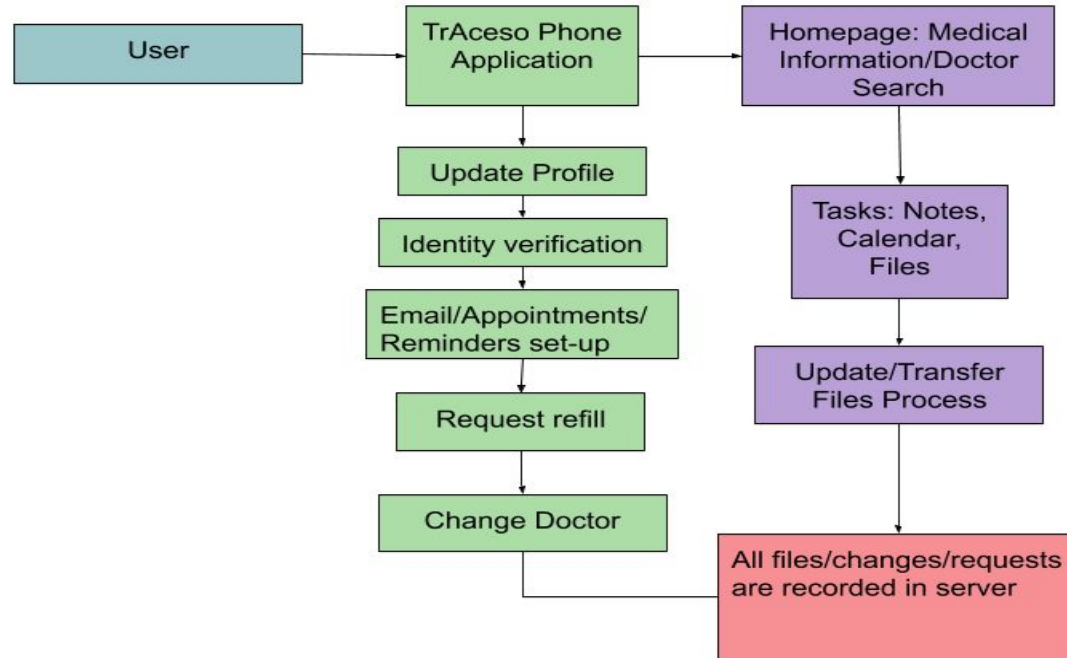 User
TrAceso Phone
Application
Homepage: Medical
Information/Doctor
Search
Update Profile
Identity verification
Email/Appointments/
Reminders set-up
Request refill
Change Doctor
Tasks: Notes,
Calendar,
Files
Update/Transfer
Files Process
All files/changes/requests
are recorded in server